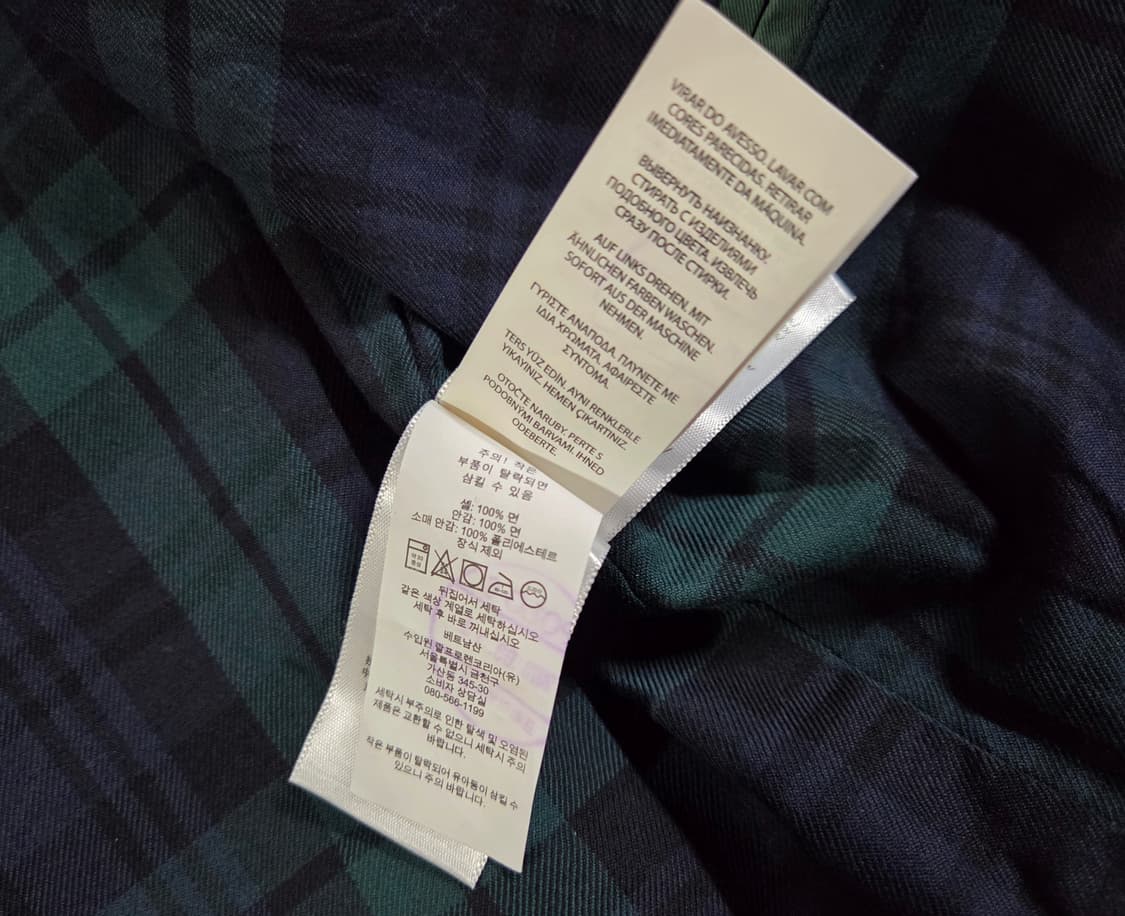 VIRAR DO AVESSO. LAVAR COM
CORES PARECIDAS. RETIRAR
IMEDIATAMENTE DA MÁQUINA.
ВЫВЕРНУТЬ НАИЗНАНКУ.
СТИРАТЬ С ИЗДЕЛИЯМИ
ПОДОБНОГО ЦВЕТА. ИЗВЛЕЧЬ
СРАЗУ ПОСЛЕ СТИРКИ.
AUF LINKS DREHEN. MIT
ÄHNLICHEN FARBEN WASCHEN.
SOFORT AUS DER MASCHINE
NEHMEN.
ΓΥΡΙΣΤΕ ΑΝΑΠΟΔΑ. ΠΛΥΝΕΤΕ ΜΕ
ΙΔΙΑ ΧΡΩΜΑΤΑ. ΑΦΑΙΡΕΣΤΕ
ΣΥΝΤΟΜΑ.
TERS YÜZ EDİN. AYNI RENKLERLE
YIKAYINIZ. HEMEN ÇIKARTINIZ.
OTOČTE NARUBY. PERTE S
PODOBNÝMI BARVAMI. IHNED
ODEBERTE.
주의! 작은
부품이 탈락되면
삼킬 수 있음
셸: 100% 면
안감: 100% 면
소매 안감: 100% 폴리에스테르
장식 제외
뒤집어서 세탁
같은 색상 계열로 세탁하십시오
세탁 후 바로 꺼내십시오
베트남산
수입원 랄프로렌코리아(유)
서울특별시 금천구
가산동 345-30
소비자 상담실
080-566-1199
세탁시 부주의로 인한 탈색 및 오염된
제품은 교환할 수 없으니 세탁시 주의
바랍니다.
작은 부품이 탈락되어 유아동이 삼킬 수
있으니 주의 바랍니다.